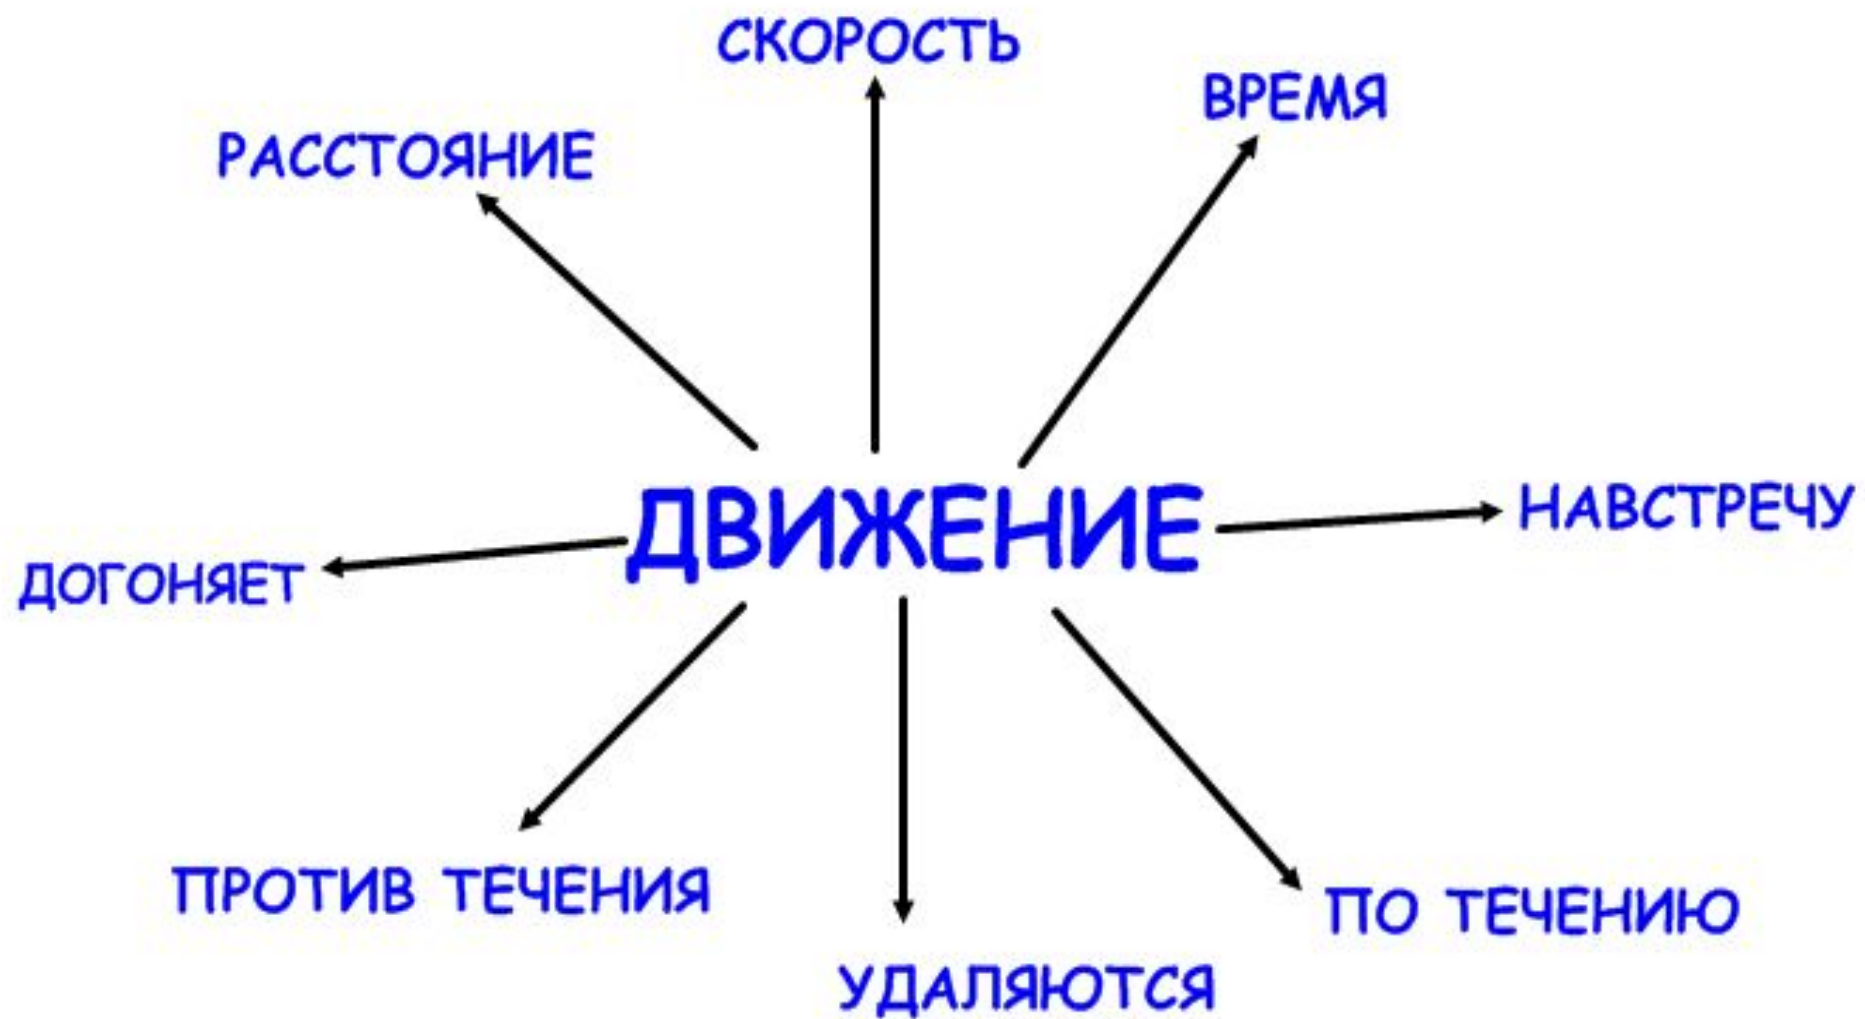 СКОРОСТЬ
ВРЕМЯ
РАССТОЯНИЕ
ДВИЖЕНИЕ
НАВСТРЕЧУ
ДОГОНЯЕТ
ПРОТИВ ТЕЧЕНИЯ
ПО ТЕЧЕНИЮ
УДАЛЯЮТСЯ